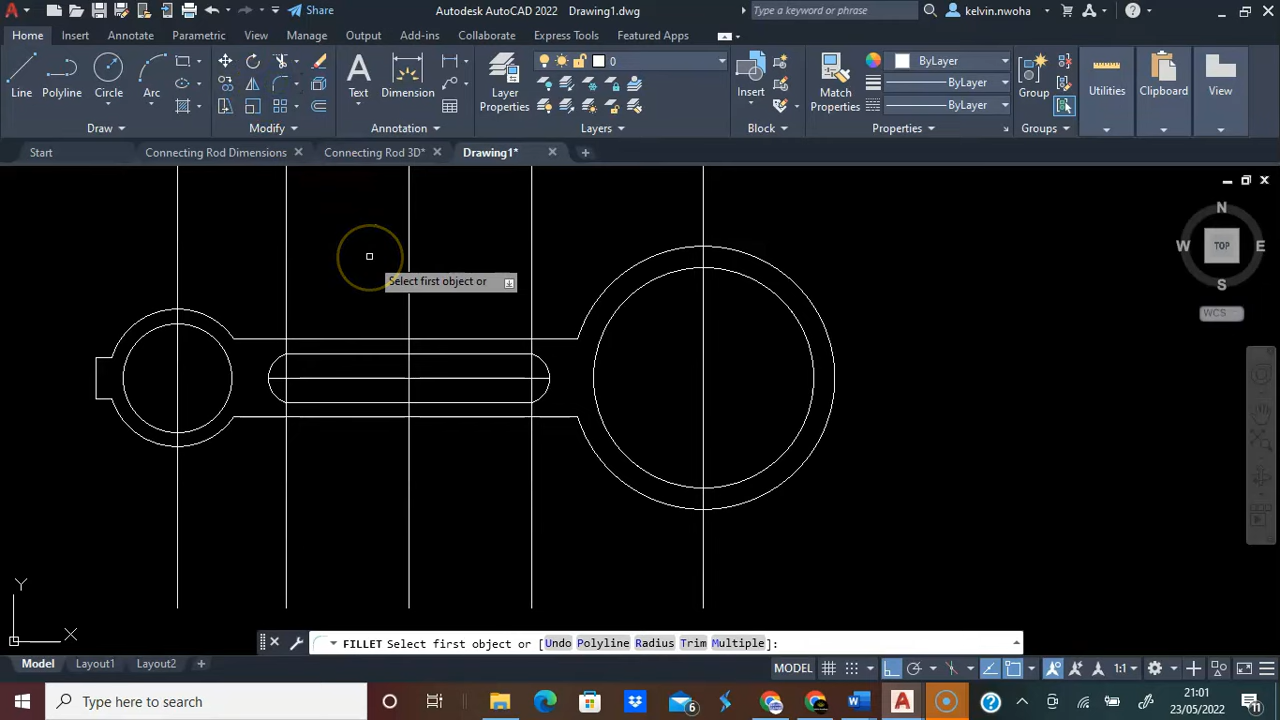 Share
Autodesk AutoCAD 2022 Drawing1.dwg
Type a keyword or phrase
kelvin.nwoha
Home Insert Annotate Parametric View Manage Output Add-ins Collaborate Express Tools Featured Apps
Line Polyline Circle Arc
Text Dimension
Layer Properties
0
Insert
Match Properties
ByLayer
ByLayer
ByLayer
Group
Utilities
Clipboard
View
Draw Modify Annotation Layers Block Properties Groups
Start Connecting Rod Dimensions Connecting Rod 3D* Drawing1*
N
W TOP E
S
WCS
Select first object or
Y
X
FILLET Select first object or [Undo Polyline Radius Trim Multiple]:
Model Layout1 Layout2
MODEL 1:1
Type here to search
6
21:01
23/05/2022
11